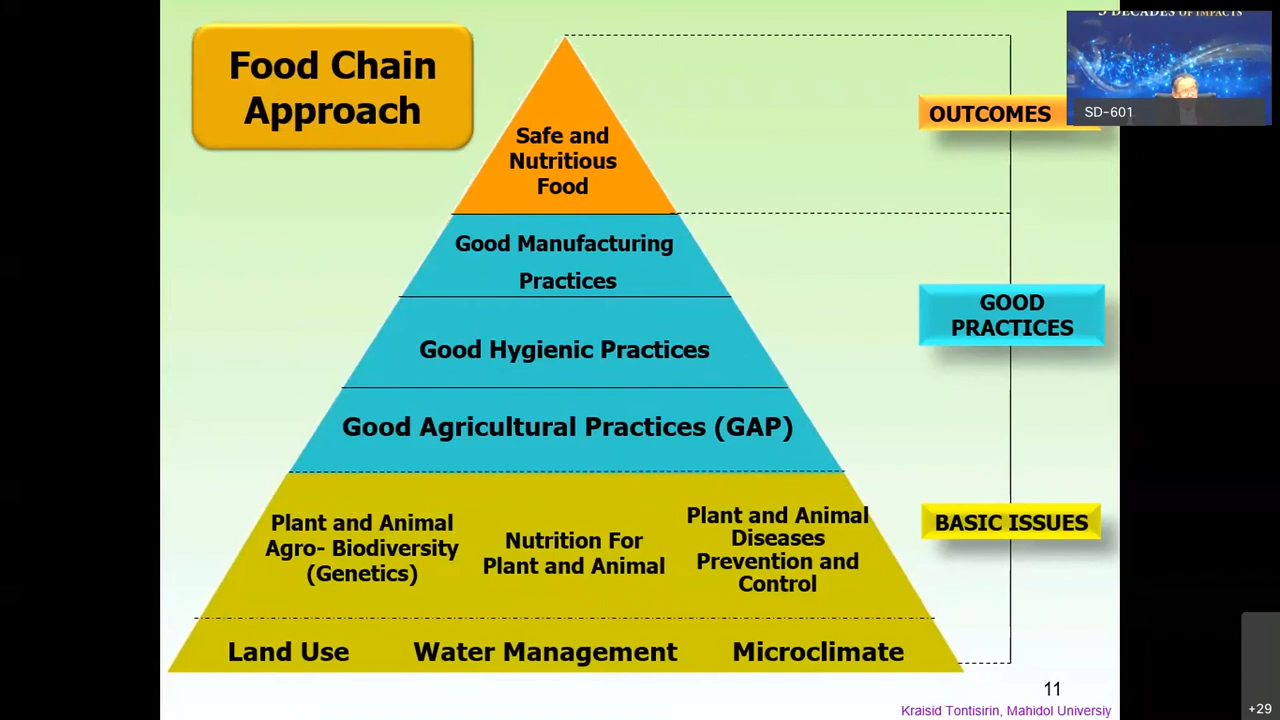 Food Chain
Approach
3 DECADES OF IMPACTS
SD-601
OUTCOMES
Safe and
Nutritious
Food
Good Manufacturing
Practices
GOOD
PRACTICES
Good Hygienic Practices
Good Agricultural Practices (GAP)
BASIC ISSUES
Plant and Animal
Agro- Biodiversity
(Genetics)
Nutrition For
Plant and Animal
Plant and Animal
Diseases
Prevention and
Control
Land Use
Water Management
Microclimate
11
Kraisid Tontisirin, Mahidol Universiy
+29